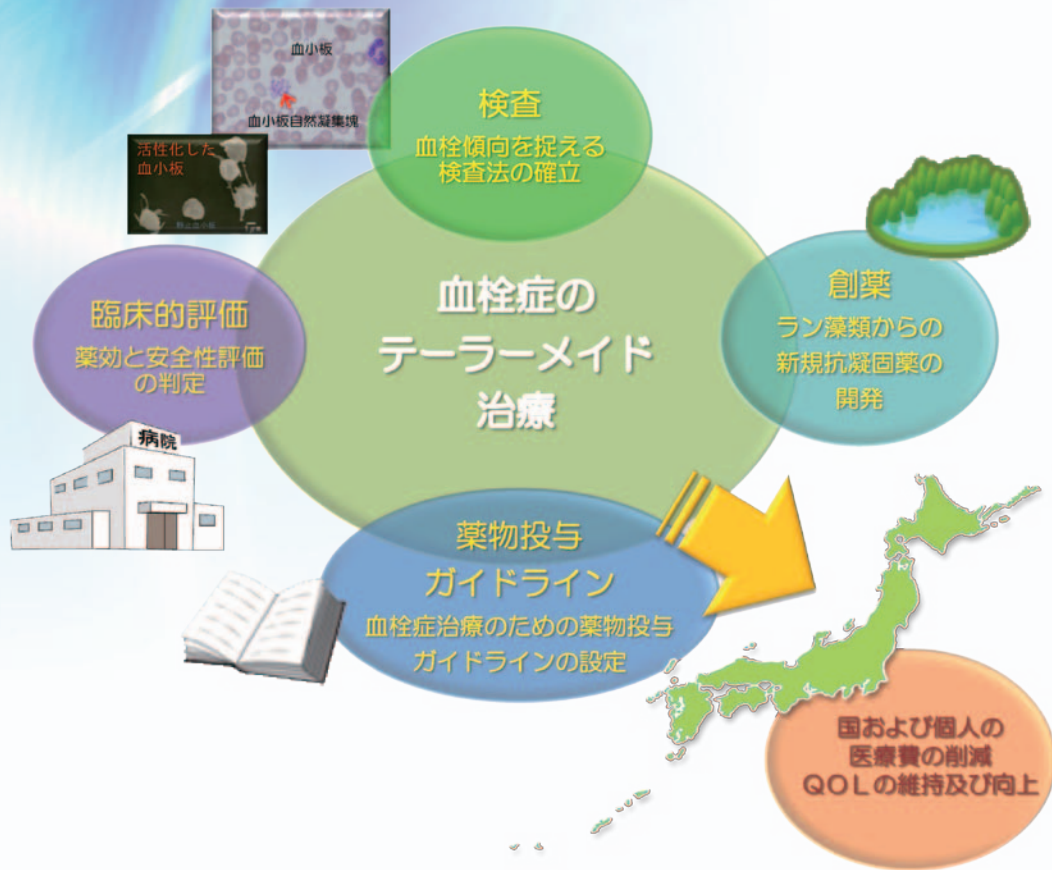 血小板
血小板自然凝集塊
活性化した
血小板
検査
血栓傾向を捉える
検査法の確立
臨床的評価
薬効と安全性評価
の判定
血栓症の
テーラーメイド
治療
創薬
ラン藻類からの
新規抗凝固薬の
開発
病院
薬物投与
ガイドライン
血栓症治療のための薬物投与
ガイドラインの設定
国および個人の
医療費の削減
QOLの維持及び向上